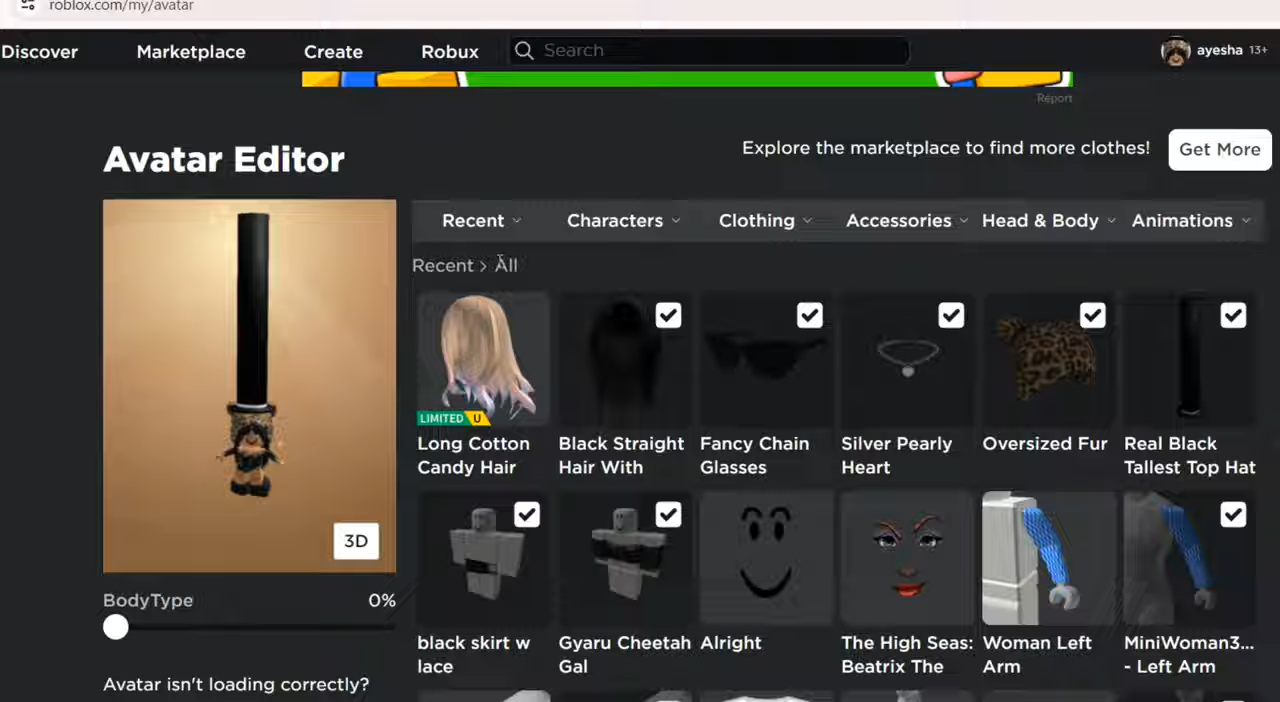 roblox.com/my/avatar
Discover Marketplace Create Robux Search ayesha 13+
Report
Avatar Editor
Explore the marketplace to find more clothes! Get More
Recent Characters Clothing Accessories Head & Body Animations
Recent > All
LIMITED U
Long Cotton Candy Hair
Black Straight Hair With
Fancy Chain Glasses
Silver Pearly Heart
Oversized Fur
Real Black Tallest Top Hat
3D
BodyType 0%
black skirt w lace
Gyaru Cheetah Gal
Alright
The High Seas: Beatrix The
Woman Left Arm
MiniWoman3... - Left Arm
Avatar isn't loading correctly?